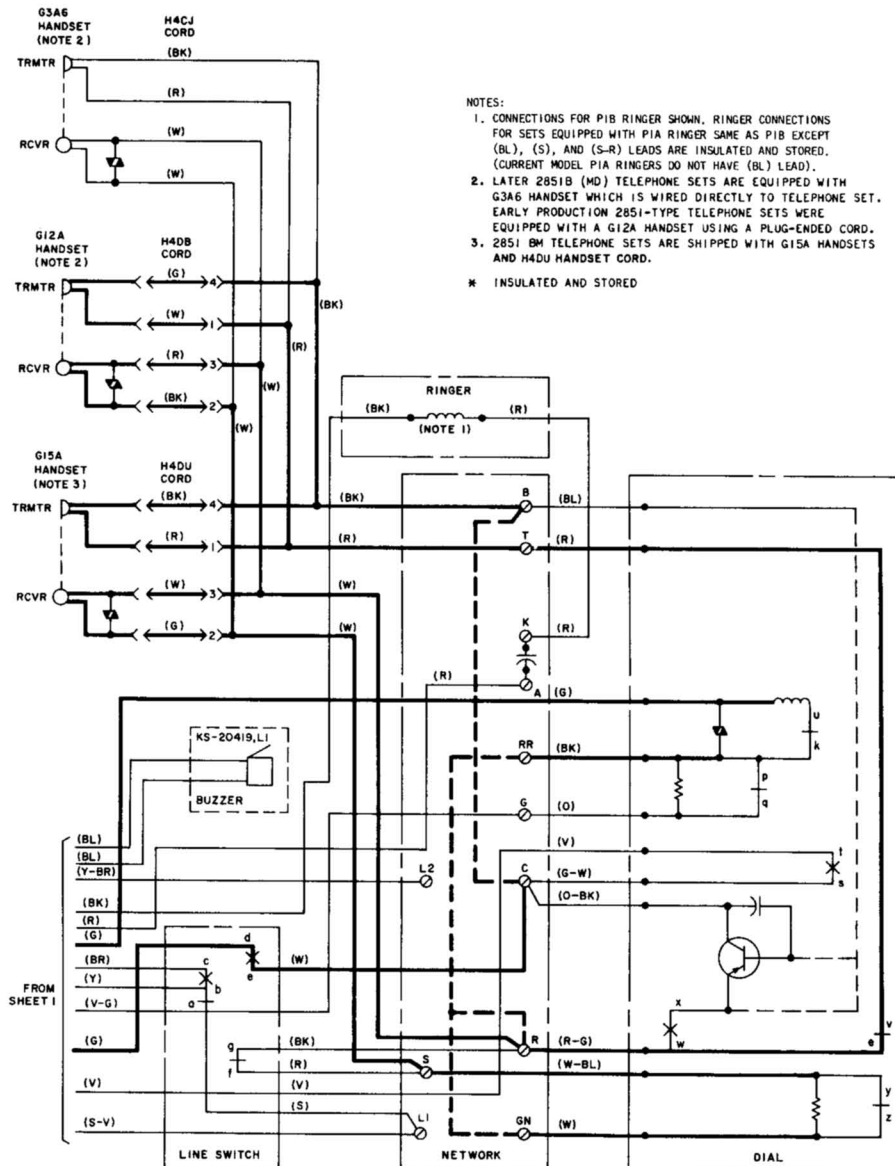 G3A6
HANDSET
(NOTE 2)
H4CJ
CORD
TRMTR
(BK)
(R)
RCVR
(W)
(W)
NOTES:
1. CONNECTIONS FOR P1B RINGER SHOWN. RINGER CONNECTIONS
FOR SETS EQUIPPED WITH P1A RINGER SAME AS P1B EXCEPT
(BL), (S), AND (S-R) LEADS ARE INSULATED AND STORED.
(CURRENT MODEL P1A RINGERS DO NOT HAVE (BL) LEAD).
2. LATER 2851B (MD) TELEPHONE SETS ARE EQUIPPED WITH
G3A6 HANDSET WHICH IS WIRED DIRECTLY TO TELEPHONE SET.
EARLY PRODUCTION 2851-TYPE TELEPHONE SETS WERE
EQUIPPED WITH A G12A HANDSET USING A PLUG-ENDED CORD.
3. 2851 BM TELEPHONE SETS ARE SHIPPED WITH G15A HANDSETS
AND H4DU HANDSET CORD.
* INSULATED AND STORED
G12A
HANDSET
(NOTE 2)
H4DB
CORD
TRMTR
(G) 4
(BK)
(W) 1
(R)
RCVR
(R) 3
(W)
(BK) 2
(W)
RINGER
(BK) (R)
(NOTE 1)
G15A
HANDSET
(NOTE 3)
H4DU
CORD
TRMTR
(BK) 4 (BK) B (BL)
(R) 1 (R) T (R)
RCVR
(W) 3 (W)
(G) 2 (W)
K (R)
(R) A (G)
u
k
KS-20419,L1
BUZZER
RR (BK)
p
q
G (O)
(V) t
(BL)
(BL)
(Y-BR) L2 C (G-W) s
(O-BK)
(BK)
(R)
(G)
d
e (W)
(BR) c
(Y) b
a
(V-G)
FROM
SHEET 1
x
w
v
e
(G)
g (BK) R (R-G)
f (R) S (W-BL)
(V) (V)
(S)
y
z
(S-V) L1 GN (W)
LINE SWITCH
NETWORK
DIAL